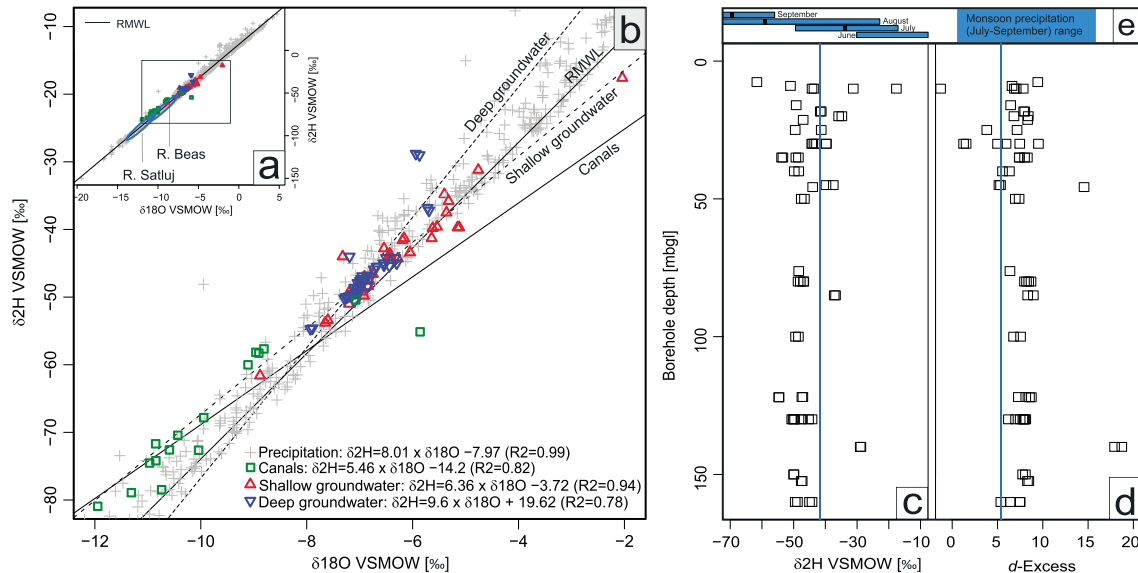 RMWL
a
R. Beas
R. Satluj
−15 −10 −5 0 5
δ18O VSMOW [‰]
0
−50
−100
−150
δ2H VSMOW [‰]
b
Deep groundwater
RMWL
Shallow groundwater
Canals
−10
−20
−30
−40
−50
−60
−70
−80
δ2H VSMOW [‰]
Precipitation: δ2H=8.01 x δ18O −7.97 (R2=0.99)
Canals: δ2H=5.46 x δ18O −14.2 (R2=0.82)
Shallow groundwater: δ2H=6.36 x δ18O −3.72 (R2=0.94)
Deep groundwater: δ2H=9.6 x δ18O + 19.62 (R2=0.78)
−12 −10 −8 −6 −4 −2
δ18O VSMOW [‰]
September
August
July
June
Monsoon precipitation
(July-September) range
e
0
50
100
150
Borehole depth [mbgl]
c
d
−70 −50 −30 −10
δ2H VSMOW [‰]
0 5 10 15 20
d-Excess